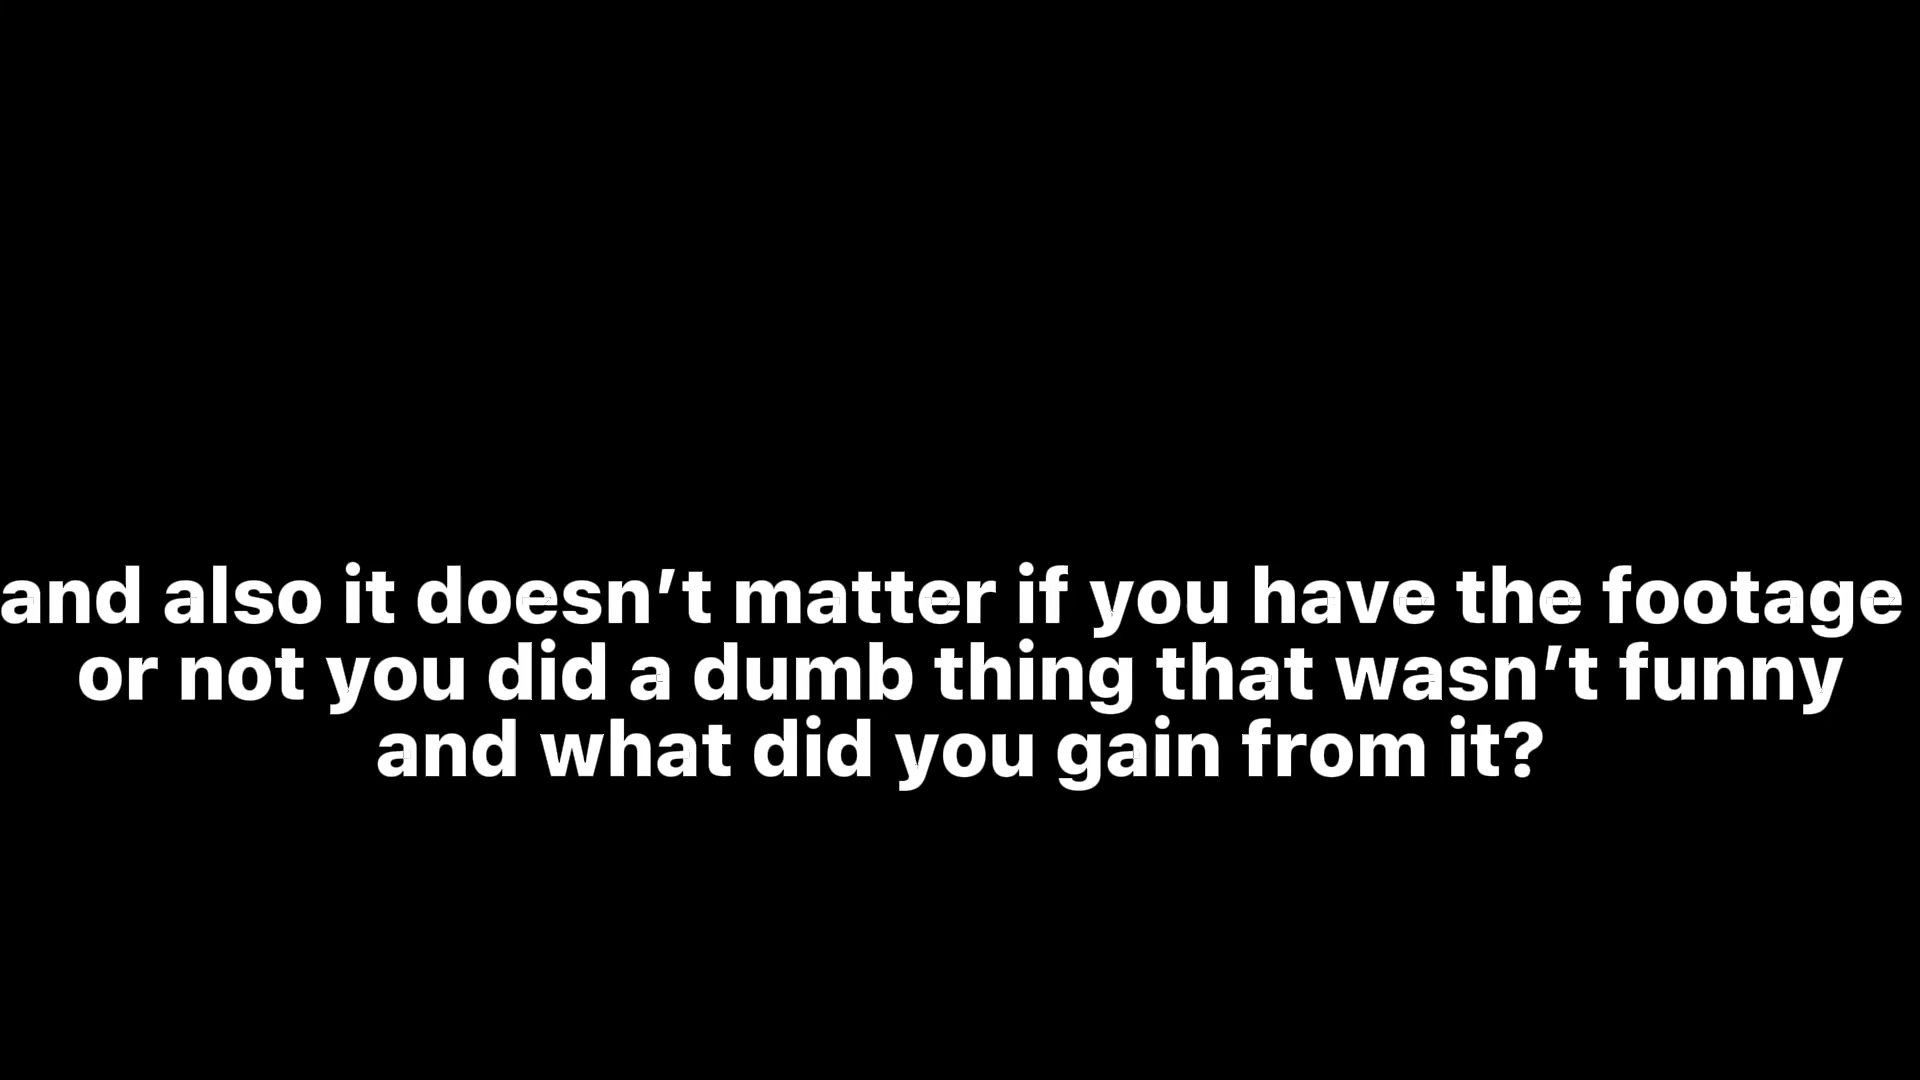 and also it doesn’t matter if you have the footage
or not you did a dumb thing that wasn’t funny
and what did you gain from it?